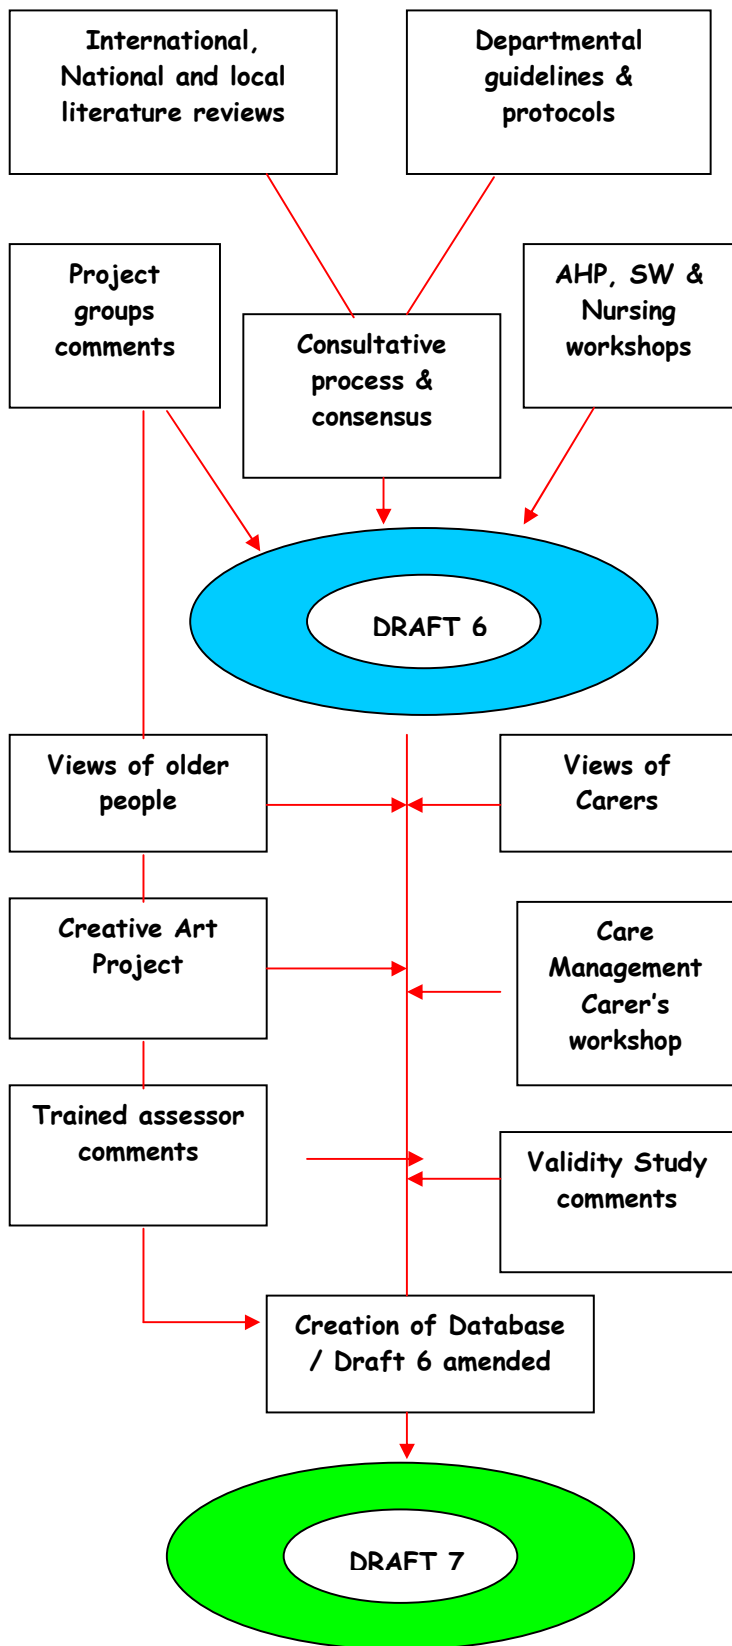 International,
National and local
literature reviews
Departmental
guidelines &
protocols
Project
groups
comments
Consultative
process &
consensus
AHP, SW &
Nursing
workshops
DRAFT 6
Views of older
people
Views of
Carers
Creative Art
Project
Care
Management
Carer's
workshop
Trained assessor
comments
Validity Study
comments
Creation of Database
/ Draft 6 amended
DRAFT 7